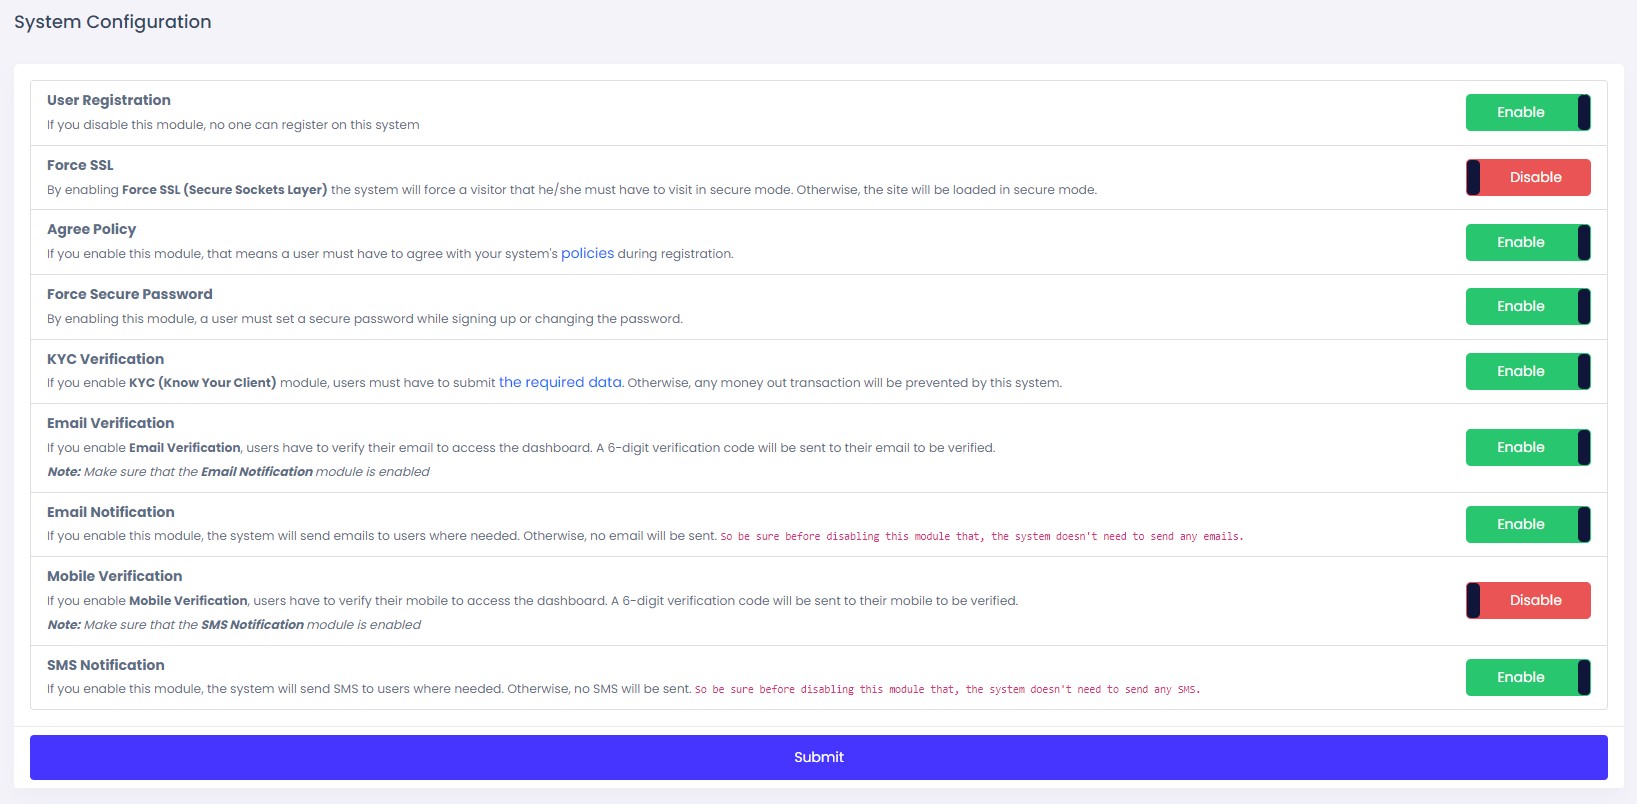 System Configuration
User Registration
If you disable this module, no one can register on this system
Enable
Force SSL
By enabling Force SSL (Secure Sockets Layer) the system will force a visitor that he/she must have to visit in secure mode. Otherwise, the site will be loaded in secure mode.
Disable
Agree Policy
If you enable this module, that means a user must have to agree with your system's policies during registration.
Enable
Force Secure Password
By enabling this module, a user must set a secure password while signing up or changing the password.
Enable
KYC Verification
If you enable KYC (Know Your Client) module, users must have to submit the required data. Otherwise, any money out transaction will be prevented by this system.
Enable
Email Verification
If you enable Email Verification, users have to verify their email to access the dashboard. A 6-digit verification code will be sent to their email to be verified.
Note: Make sure that the Email Notification module is enabled
Enable
Email Notification
If you enable this module, the system will send emails to users where needed. Otherwise, no email will be sent. So be sure before disabling this module that, the system doesn't need to send any emails.
Enable
Mobile Verification
If you enable Mobile Verification, users have to verify their mobile to access the dashboard. A 6-digit verification code will be sent to their mobile to be verified.
Note: Make sure that the SMS Notification module is enabled
Disable
SMS Notification
If you enable this module, the system will send SMS to users where needed. Otherwise, no SMS will be sent. So be sure before disabling this module that, the system doesn't need to send any SMS.
Enable
Submit